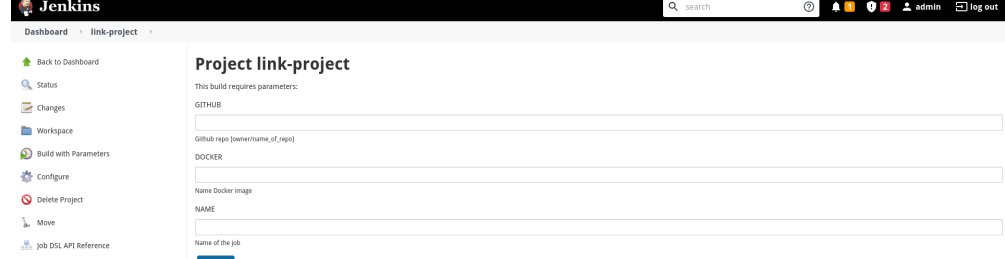 Jenkins
search
1
2
admin
log out
Dashboard
link-project
Back to Dashboard
Status
Changes
Workspace
Build with Parameters
Configure
Delete Project
Move
Job DSL API Reference
Project link-project
This build requires parameters:
GITHUB
Github repo [owner/name_of_repo]
DOCKER
Name Docker image
NAME
Name of the job